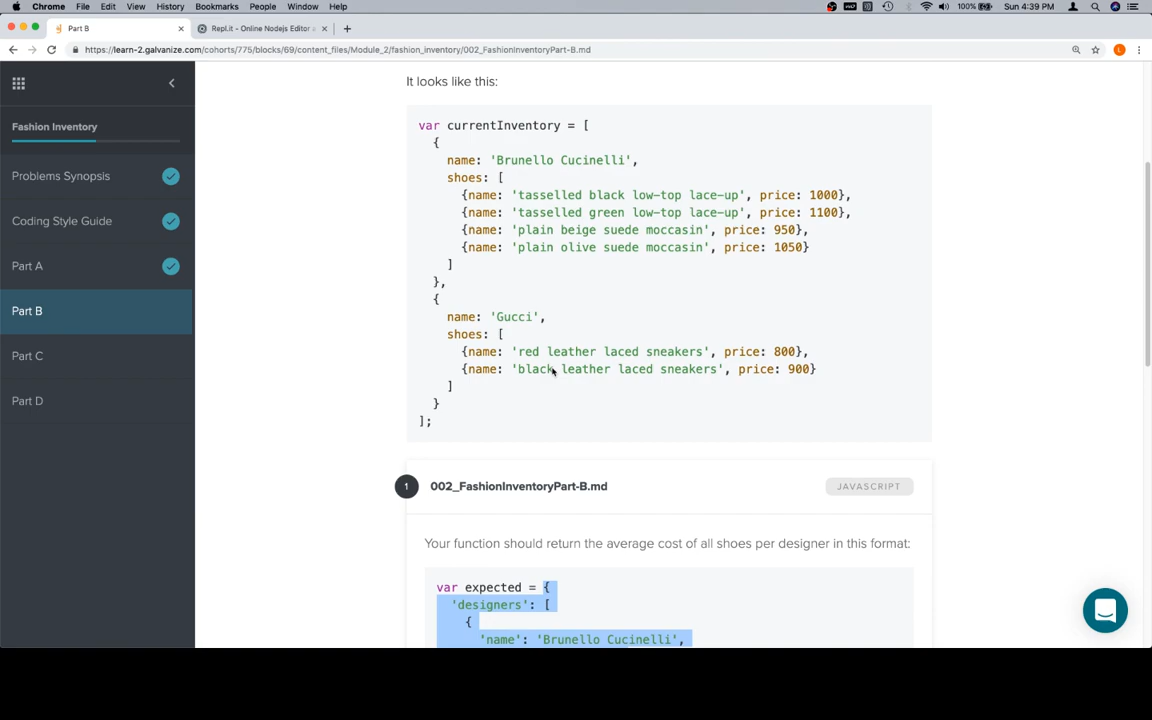 Chrome File Edit View History Bookmarks People Window Help 100% Sun 4:39 PM
Part B
Repl.it - Online Nodejs Editor
https://learn-2.galvanize.com/cohorts/775/blocks/69/content_files/Module_2/fashion_inventory/002_FashionInventoryPart-B.md
L
Fashion Inventory
Problems Synopsis
Coding Style Guide
Part A
Part B
Part C
Part D
It looks like this:
var currentInventory = [
{
name: 'Brunello Cucinelli',
shoes: [
{name: 'tasselled black low-top lace-up', price: 1000},
{name: 'tasselled green low-top lace-up', price: 1100},
{name: 'plain beige suede moccasin', price: 950},
{name: 'plain olive suede moccasin', price: 1050}
]
},
{
name: 'Gucci',
shoes: [
{name: 'red leather laced sneakers', price: 800},
{name: 'black leather laced sneakers', price: 900}
]
}
];
1 002_FashionInventoryPart-B.md JAVASCRIPT
Your function should return the average cost of all shoes per designer in this format:
var expected = {
'designers': [
{
'name': 'Brunello Cucinelli',